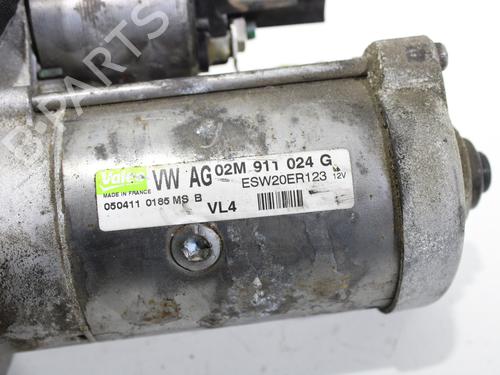 Valeo VW AG 02M 911 024 G
MADE IN FRANCE ESW20ER123 12V
050411 0185 MS B VL4
B-PARTS